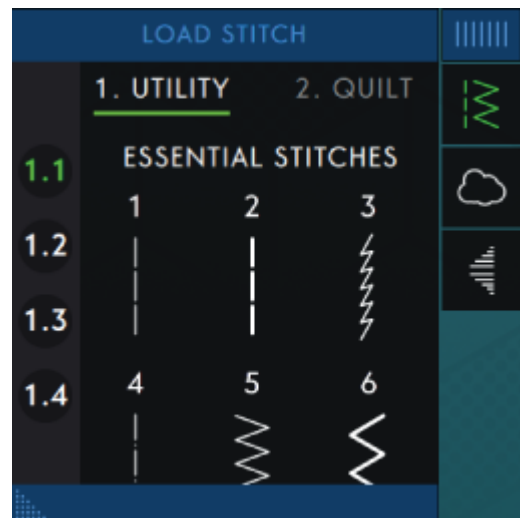 LOAD STITCH
1. UTILITY 2. QUILT
ESSENTIAL STITCHES
1.1
1 2 3
1.2
1.3
4 5 6
1.4